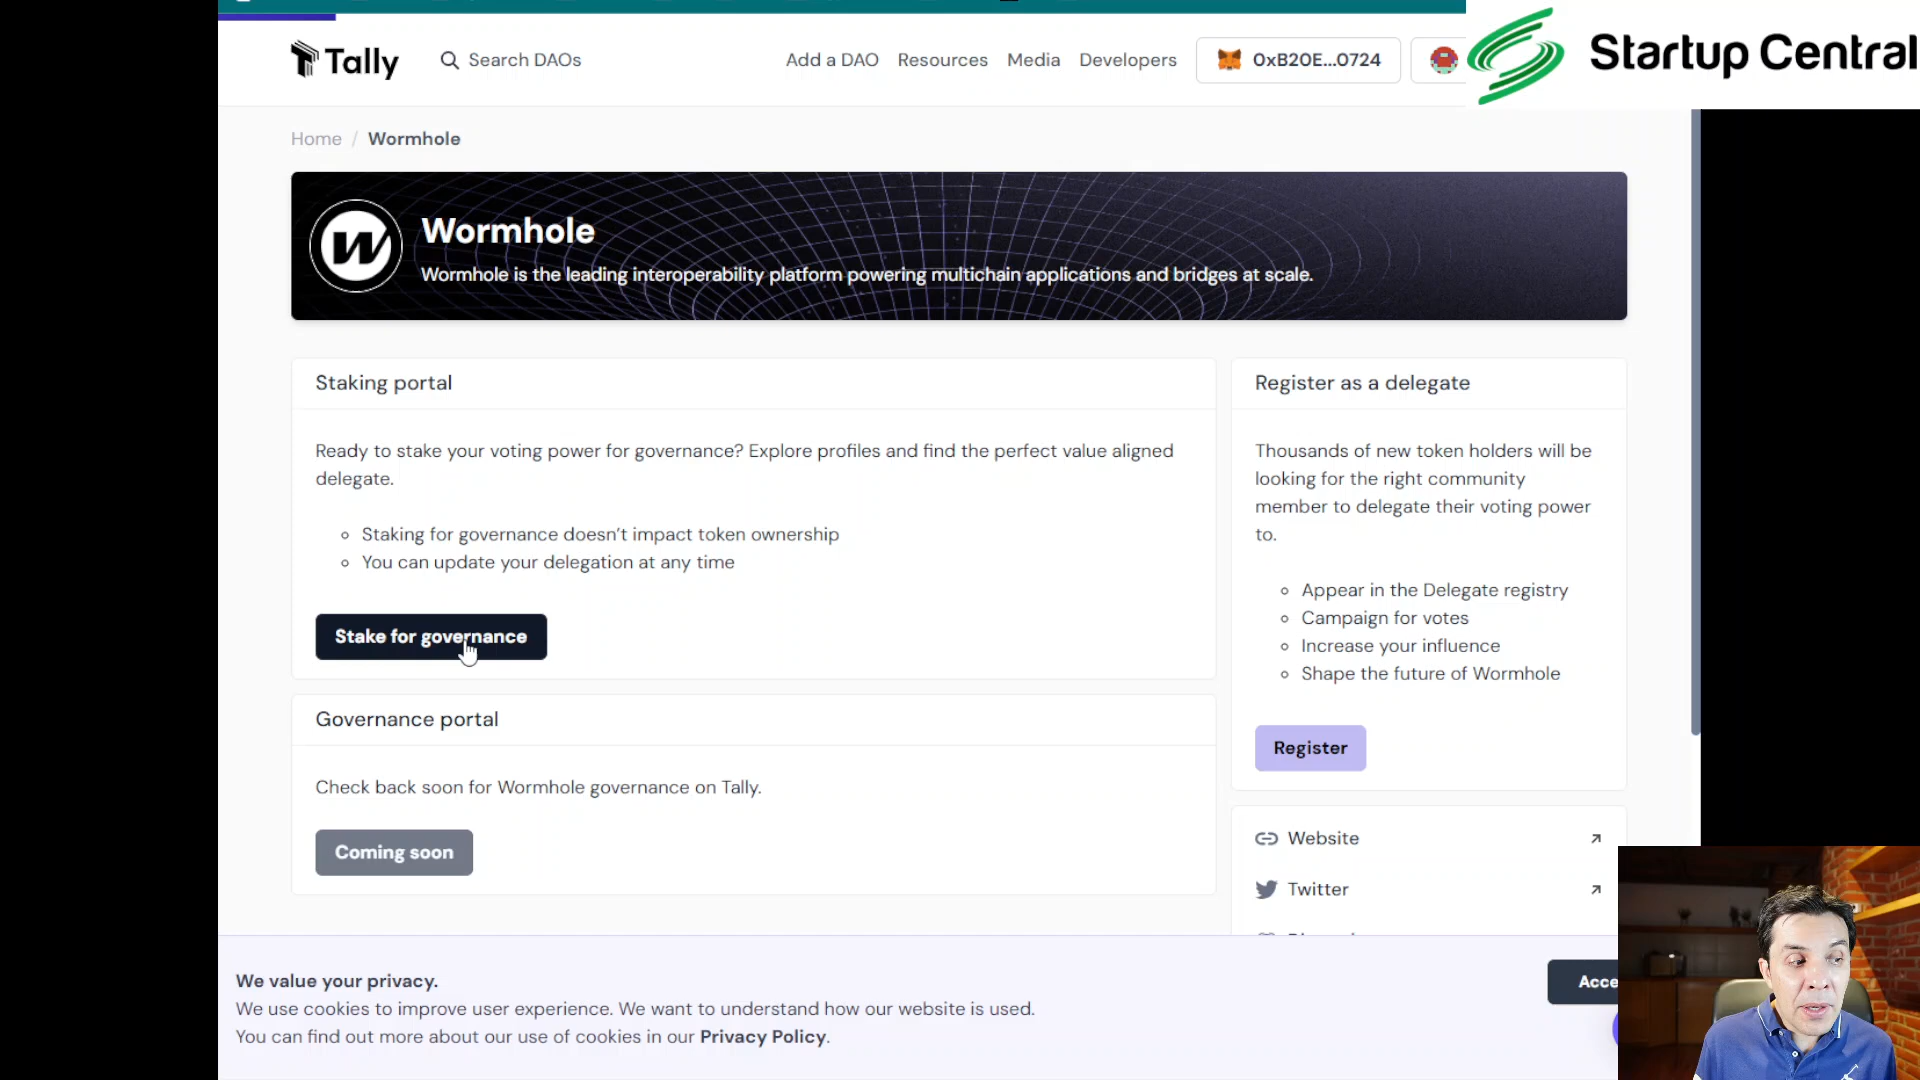 Tally
Search DAOs
Add a DAO
Resources
Media
Developers
0xB20E...0724
Startup Central
Home / Wormhole
W
Wormhole
Wormhole is the leading interoperability platform powering multichain applications and bridges at scale.
Staking portal
Ready to stake your voting power for governance? Explore profiles and find the perfect value aligned
delegate.
Staking for governance doesn't impact token ownership
You can update your delegation at any time
Stake for governance
Governance portal
Check back soon for Wormhole governance on Tally.
Coming soon
Register as a delegate
Thousands of new token holders will be
looking for the right community
member to delegate their voting power
to.
Appear in the Delegate registry
Campaign for votes
Increase your influence
Shape the future of Wormhole
Register
Website
Twitter
We value your privacy.
We use cookies to improve user experience. We want to understand how our website is used.
You can find out more about our use of cookies in our Privacy Policy.